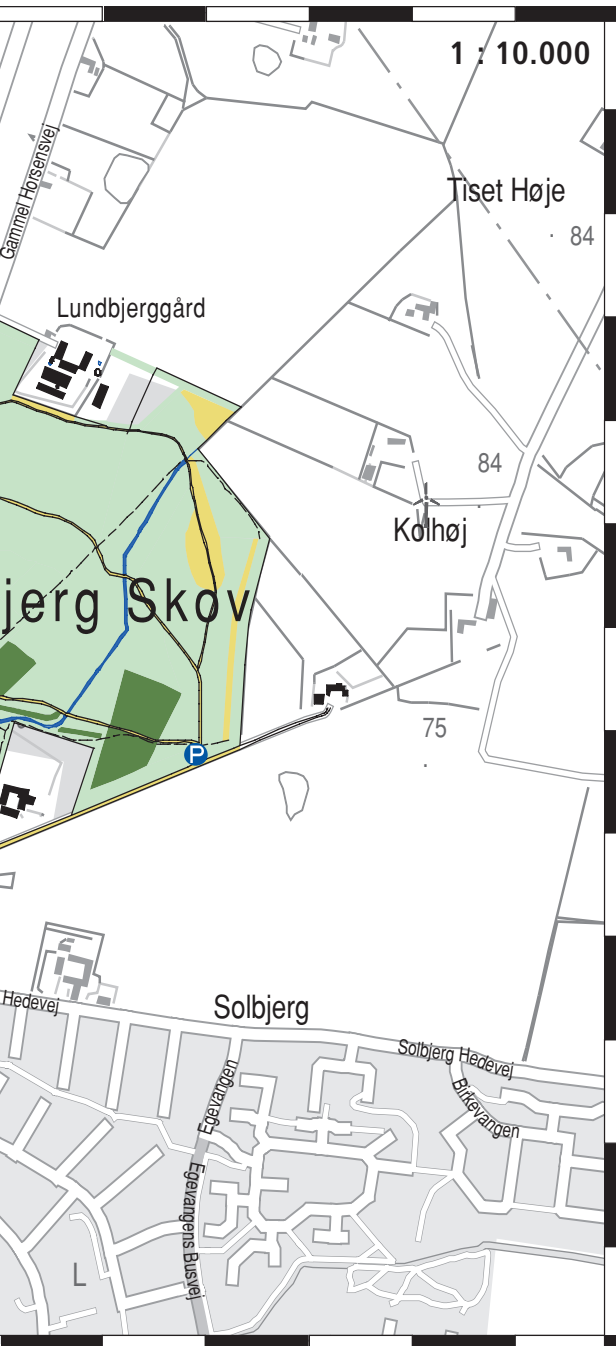 1 : 10.000
Gammel Horsensvej
Tiset Høje
84
Lundbjerggård
84
Kolhøj
jerg Skov
75
P
Hedevej
Solbjerg
Solbjerg Hedevej
Egevangen
Birkevangen
Egevangens Busvej
L